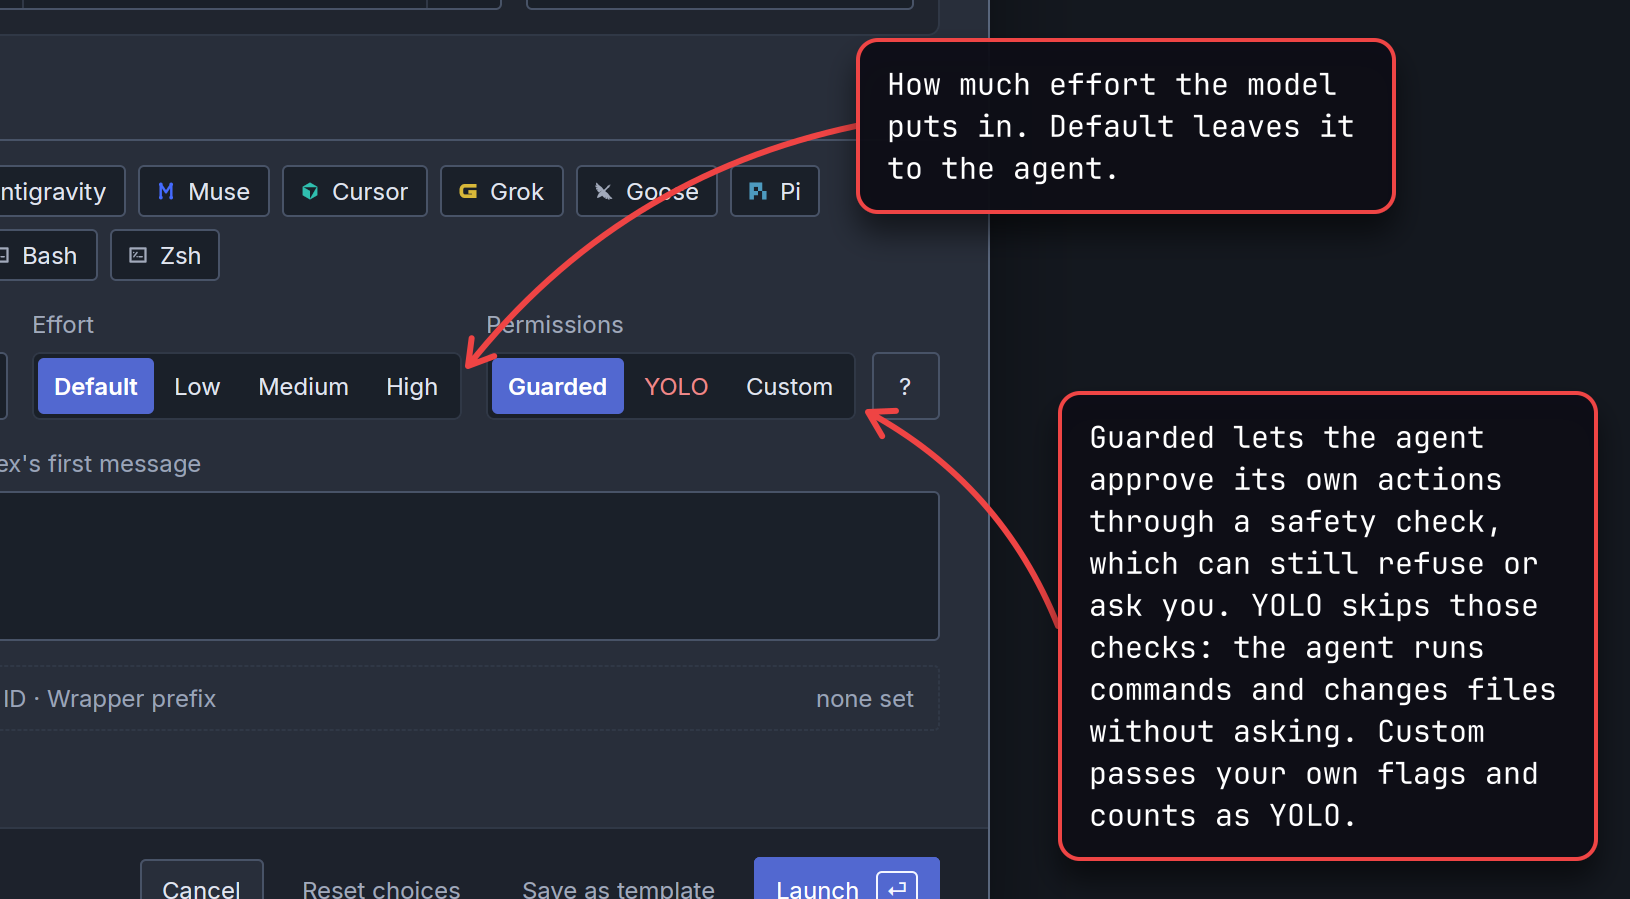 How much effort the model
puts in. Default leaves it
to the agent.
ntigravity
Muse
Cursor
Grok
Goose
Pi
Bash
Zsh
Effort
Permissions
Default
Low
Medium
High
Guarded
YOLO
Custom
?
ex's first message
Guarded lets the agent
approve its own actions
through a safety check,
which can still refuse or
ask you. YOLO skips those
checks: the agent runs
commands and changes files
without asking. Custom
passes your own flags and
counts as YOLO.
ID · Wrapper prefix
none set
Cancel
Reset choices
Save as template
Launch